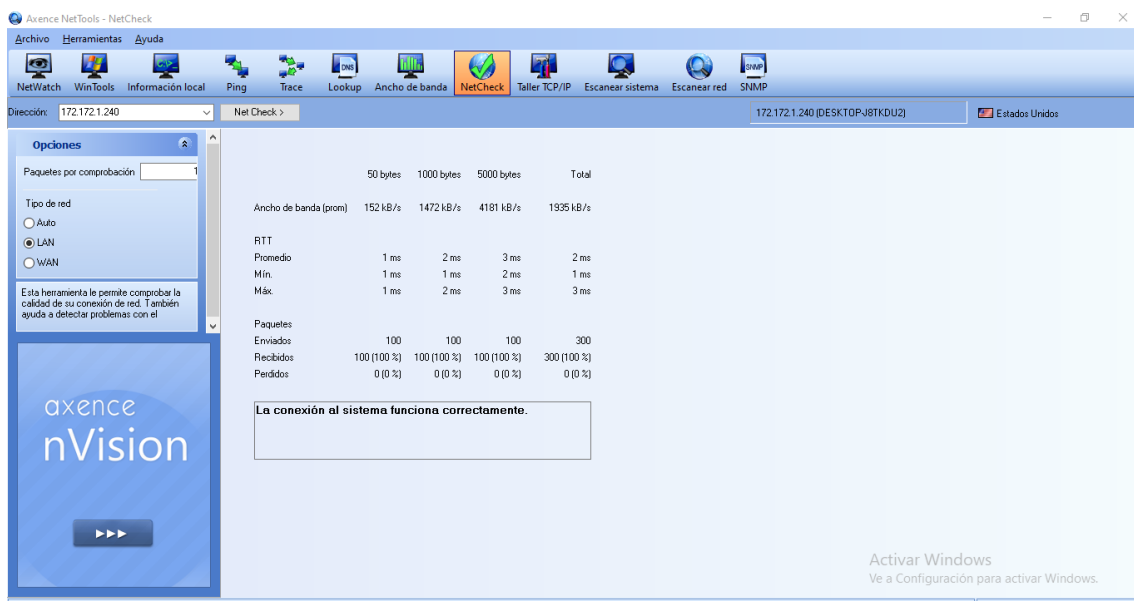 Axence NetTools - NetCheck
Archivo Herramientas Ayuda
NetWatch WinTools Información local Ping Trace Lookup Ancho de banda NetCheck Taller TCP/IP Escanear sistema Escanear red SNMP
Dirección: 172.172.1.240 Net Check > 172.172.1.240 (DESKTOP-J8TKDU2) Estados Unidos
Opciones
Paquetes por comprobación 1
Tipo de red
Auto
LAN
WAN
Esta herramienta le permite comprobar la
calidad de su conexión de red. También
ayuda a detectar problemas con el
axence
nVision
50 bytes 1000 bytes 5000 bytes Total
Ancho de banda (prom) 152 kB/s 1472 kB/s 4181 kB/s 1935 kB/s
RTT
Promedio 1 ms 2 ms 3 ms 2 ms
Mín. 1 ms 1 ms 2 ms 1 ms
Máx. 1 ms 2 ms 3 ms 3 ms
Paquetes
Enviados 100 100 100 300
Recibidos 100 (100 %) 100 (100 %) 100 (100 %) 300 (100 %)
Perdidos 0 (0 %) 0 (0 %) 0 (0 %) 0 (0 %)
La conexión al sistema funciona correctamente.
Activar Windows
Ve a Configuración para activar Windows.